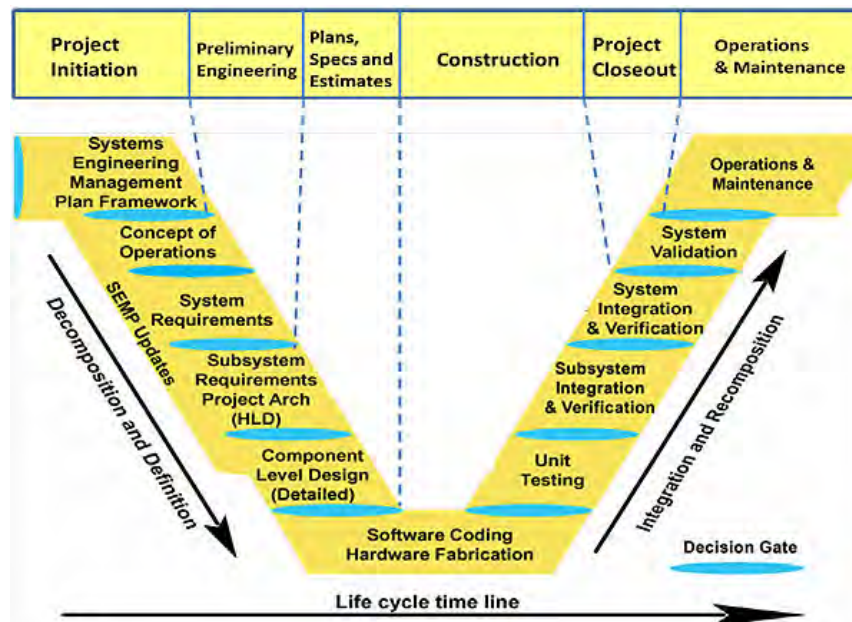 Project
Initiation
Preliminary
Engineering
Plans,
Specs and
Estimates
Construction
Project
Closeout
Operations
& Maintenance
Systems
Engineering
Management
Plan Framework
Concept of
Operations
System
Requirements
Subsystem
Requirements
Project Arch
(HLD)
Component
Level Design
(Detailed)
SEMP Updates
Decomposition and Definition
Software Coding
Hardware Fabrication
Operations &
Maintenance
System
Validation
System
Integration
& Verification
Subsystem
Integration
& Verification
Unit
Testing
Integration and Recomposition
Decision Gate
Life cycle time line